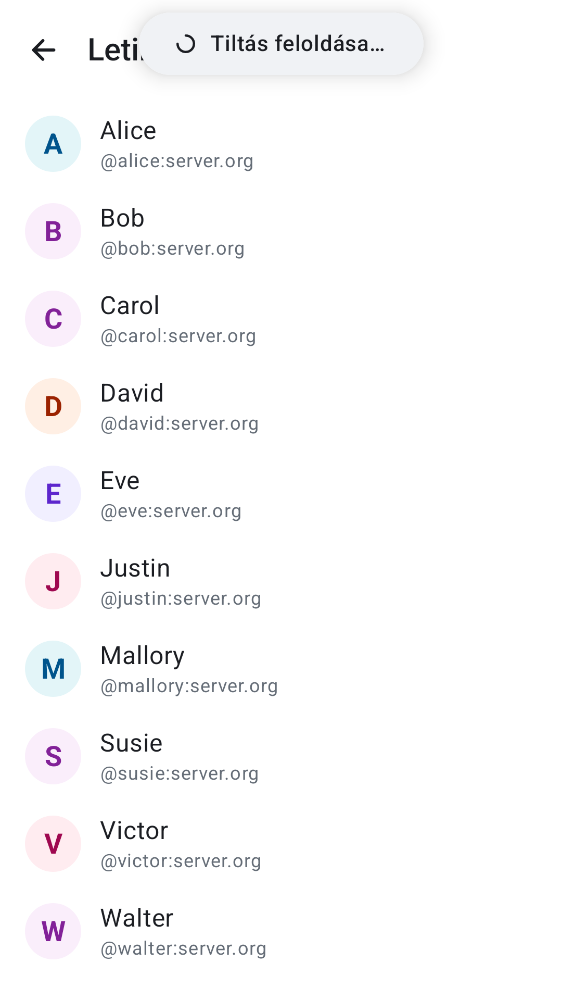 Tiltás feloldása…
A
Alice
@alice:server.org
B
Bob
@bob:server.org
C
Carol
@carol:server.org
D
David
@david:server.org
E
Eve
@eve:server.org
J
Justin
@justin:server.org
M
Mallory
@mallory:server.org
S
Susie
@susie:server.org
V
Victor
@victor:server.org
W
Walter
@walter:server.org